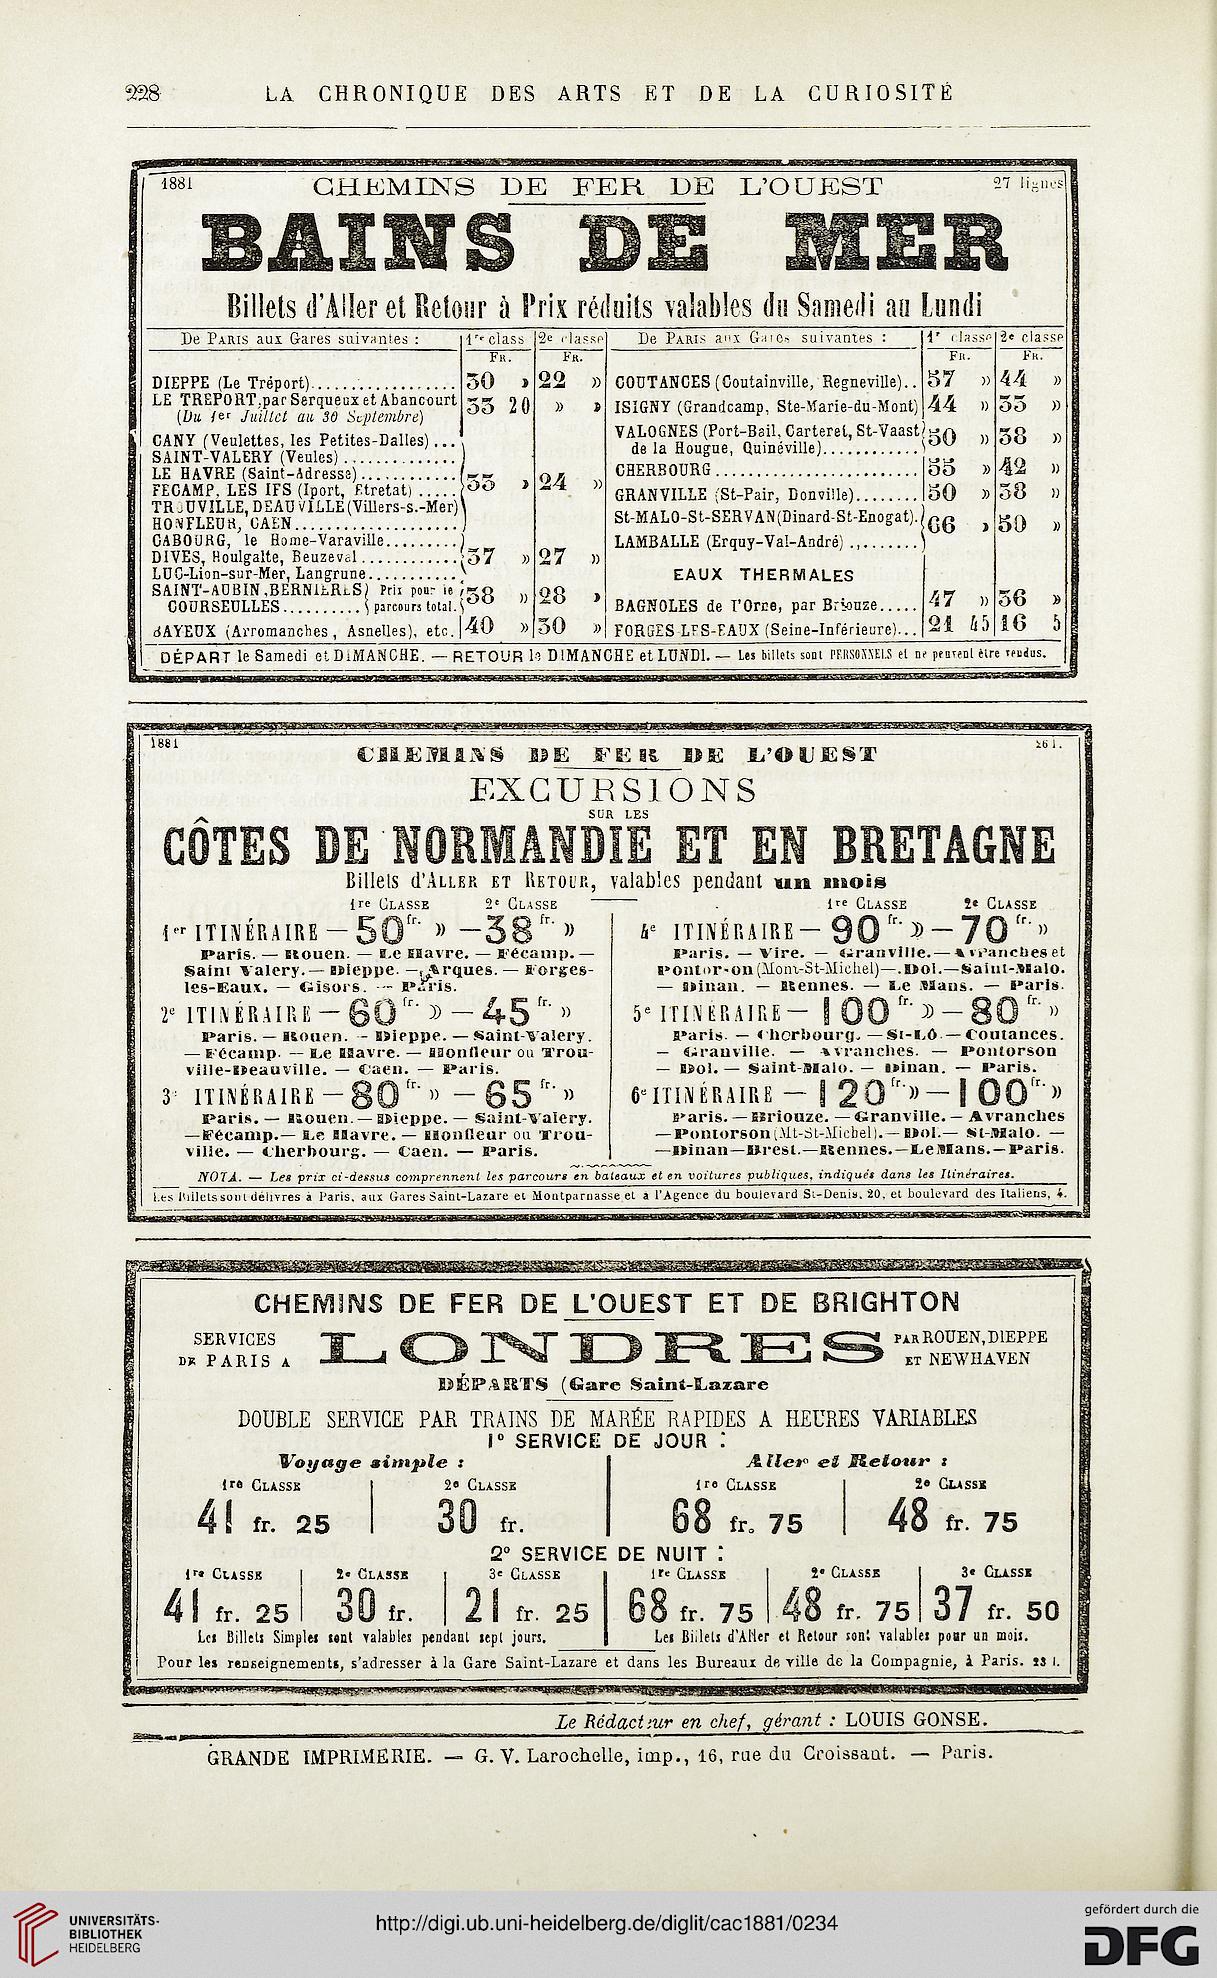 228 LA CHRONIQUE DES ARTS ET DE LA CURIOSITÉ
1881 CHEMINS DE FER DE L'OUEST 27 lignes
BAINS DE MER
Billets d'Aller et Retour à Prix réduits valables du Samedi au Lundi
De PARIS aux Gares suivantes : 1re class 2e classe
FR. FR.
DIEPPE (Le Tréport).................. 30 » 22 »
LE TREPORT,par Serqueux et Abancourt 33 20 » »
(Du 1er Juillet au 30 Septembre)
CANY (Veulettes, les Petites-Dalles)...
SAINT-VALERY (Veules)..............
LE HAVRE (Saint-Adresse)............
FECAMP, LES IFS (Iport, Etretat)..... 33 » 24 »
TROUVILLE, DEAUVILLE (Villers-s.-Mer)
HONFLEUR, CAEN.....................
CABOURG, le Home-Varaville.........
DIVES, Houlgatte, Beuzeval............ 37 » 27 »
LUC-Lion-sur-Mer, Langrune...........
SAINT-AUBIN, BERNIERES Prix pour le
COURSEULLES.......... parcours total. 38 » 28 »
BAYEUX (Arromanches, Asnelles), etc. 40 » 30 »
De PARIS aux Gares suivantes : 1r classe 2e classe
FR. FR.
COUTANCES (Coutainville, Regneville).. 57 » 44 »
ISIGNY (Grandcamp, Ste-Marie-du-Mont) 44 » 33 »
VALOGNES (Port-Bail, Carteret, St-Vaast
de la Hougue, Quinéville)............ 50 » 38 »
CHERBOURG.......................... 55 » 42 »
GRANVILLE (St-Pair, Donville)........ 50 » 38 »
St-MALO-St-SERVAN (Dinard-St-Enogat). 66 » 50 »
LAMBALLE (Erquy-Val-André).........
EAUX THERMALES
BAGNOLES de l'Orne, par Briouze..... 47 » 36 »
FORGES-LES-EAUX (Seine-Inférieure)... 21 45 16 5
DÉPART le Samedi et DIMANCHE. — RETOUR le DIMANCHE et LUNDI. — Les billets sont PERSONNELS et ne peuvent être vendus.
1881 CHEMINS DE FER DE L'OUEST 26 l.
EXCURSIONS
SUR LES
CÔTES DE NORMANDIE ET EN BRETAGNE
Billets d'ALLER ET RETOUR, valables pendant un mois
1re CLASSE 2e CLASSE
1er ITINÉRAIRE — 50 fr. » — 38 fr. »
Paris. — Rouen. — Le Havre. — Fécamp. —
Saint Valery. — Dieppe. — Arques. — Forges-
les-Eaux. — Gisors. — Paris.
2e ITINÉRAIRE — 60 fr. » — 45 fr. »
Paris. — Rouen. — Dieppe. — Saint-Valery.
— Fécamp. — Le Havre. — Honfleur ou Trou-
ville-Deauville. — Caen. — Paris.
3e ITINÉRAIRE — 80 fr. » — 65 fr. »
Paris. — Rouen. — Dieppe. — Saint-Valery.
— Fécamp. — Le Havre. — Honfleur ou Trou-
ville. — Cherbourg. — Caen. — Paris.
1re CLASSE 2e CLASSE
4e ITINÉRAIRE — 90 fr. » — 70 fr. »
Paris. — Vire. — Granville. — Avranches et
Pontorson (Mont-St-Michel) —. Dol. — Saint-Malo.
— Dinan. — Rennes. — Le Mans. — Paris.
5e ITINÉRAIRE — 100 fr. » — 80 fr. »
Paris. — Cherbourg. — St-Lô. — Coutances.
— Granville. — Avranches. — Pontorson
— Dol. — Saint-Malo. — Dinan. — Paris.
6e ITINÉRAIRE — 120 fr. » — 100 fr. »
Paris. — Briouze. — Granville. — Avranches
— Pontorson (Mt-St-Michel). — Dol. — St-Malo. —
— Dinan — Brest. — Rennes. — Le Mans. — Paris.
NOTA. — Les prix ci-dessus comprennent les parcours en bateaux et en voitures publiques, indiqués dans les Itinéraires.
Les Billets sont délivrés à Paris, aux Gares Saint-Lazare et Montparnasse et à l'Agence du boulevard St-Denis, 20, et boulevard des Italiens, 4.
CHEMINS DE FER DE L'OUEST ET DE BRIGHTON
SERVICES
DE PARIS A
LONDRES
PAR ROUEN, DIEPPE
ET NEWHAVEN
DÉPARTS (Gare Saint-Lazare
DOUBLE SERVICE PAR TRAINS DE MARÉE RAPIDES A HEURES VARIABLES
1° SERVICE DE JOUR :
Voyage simple : Aller et Retour :
1re CLASSE 2e CLASSE 1re CLASSE 2e CLASSE
41 fr. 25 30 fr. 68 fr. 75 48 fr. 75
2° SERVICE DE NUIT :
1re CLASSE 2e CLASSE 3e CLASSE 1re CLASSE 2e CLASSE 3e CLASSE
41 fr. 25 30 fr. 21 fr. 25 68 fr. 75 48 fr. 75 37 fr. 50
Les Billets Simples sont valables pendant sept jours. Les Billets d'Aller et Retour sont valables pour un mois.
Pour les renseignements, s'adresser à la Gare Saint-Lazare et dans les Bureaux de ville de la Compagnie, à Paris. 23 l.
Le Rédacteur en chef, gérant : LOUIS GONSE.
GRANDE IMPRIMERIE. — G. V. Larochelle, imp., 16, rue du Croissant. — Paris.
UNIVERSITÄTS-
BIBLIOTHEK
HEIDELBERG
http://digi.ub.uni-heidelberg.de/diglit/cac1881/0234
gefördert durch die
DFG